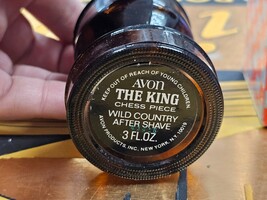 KEEP OUT OF REACH OF YOUNG CHILDREN.
AVON
THE KING
CHESS PIECE
WILD COUNTRY
AFTER SHAVE
3 FL.OZ.
AVON PRODUCTS, INC., NEW YORK, N.Y. 10019